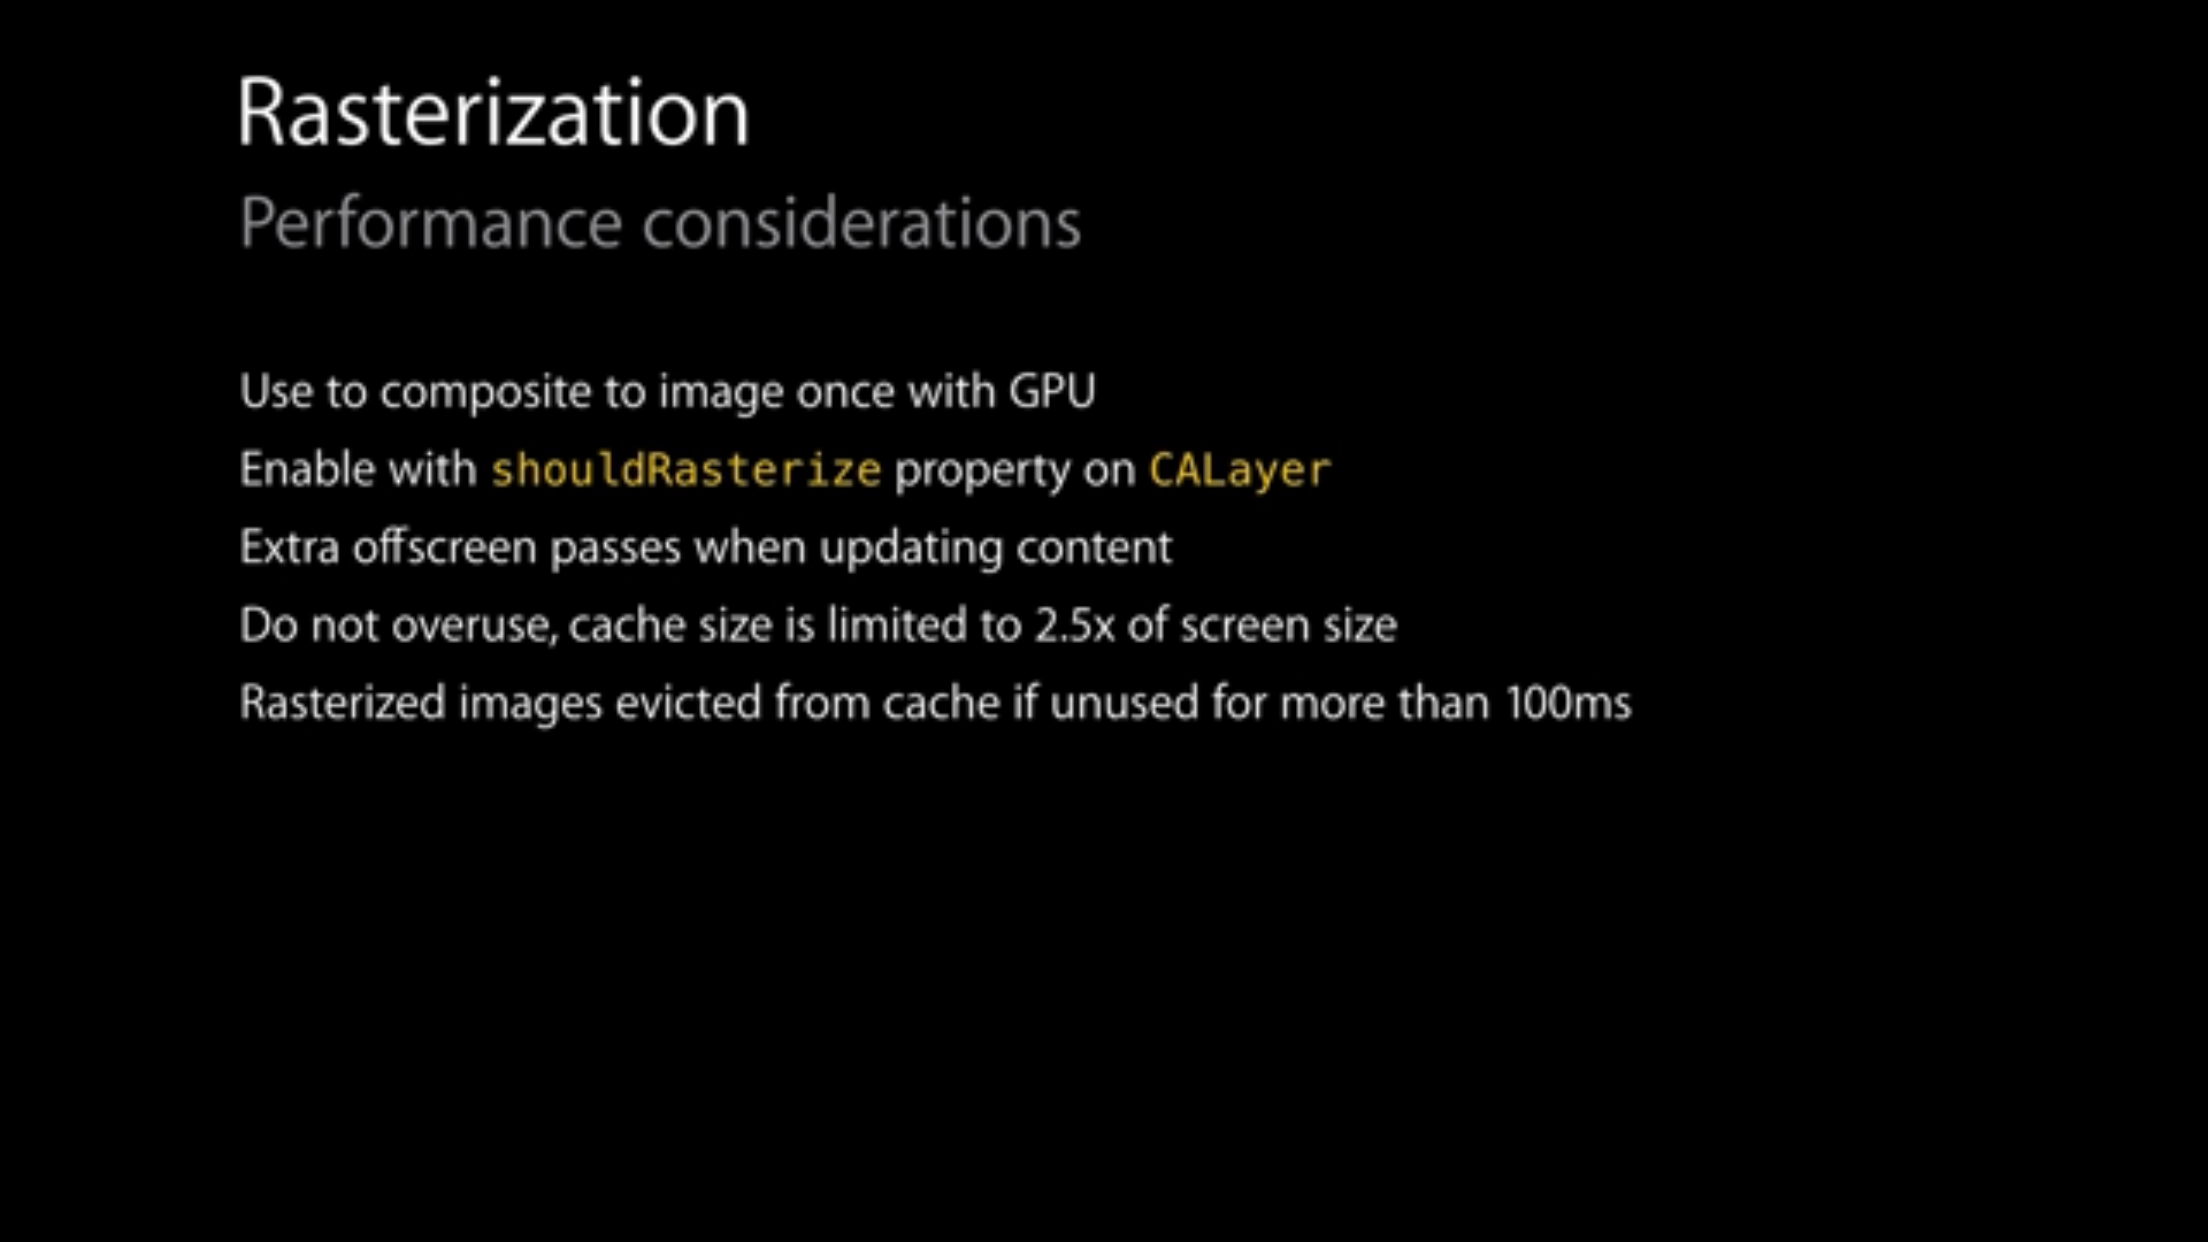 Rasterization
Performance considerations
Use to composite to image once with GPU
Enable with shouldRasterize property on CALayer
Extra offscreen passes when updating content
Do not overuse, cache size is limited to 2.5x of screen size
Rasterized images evicted from cache if unused for more than 100ms